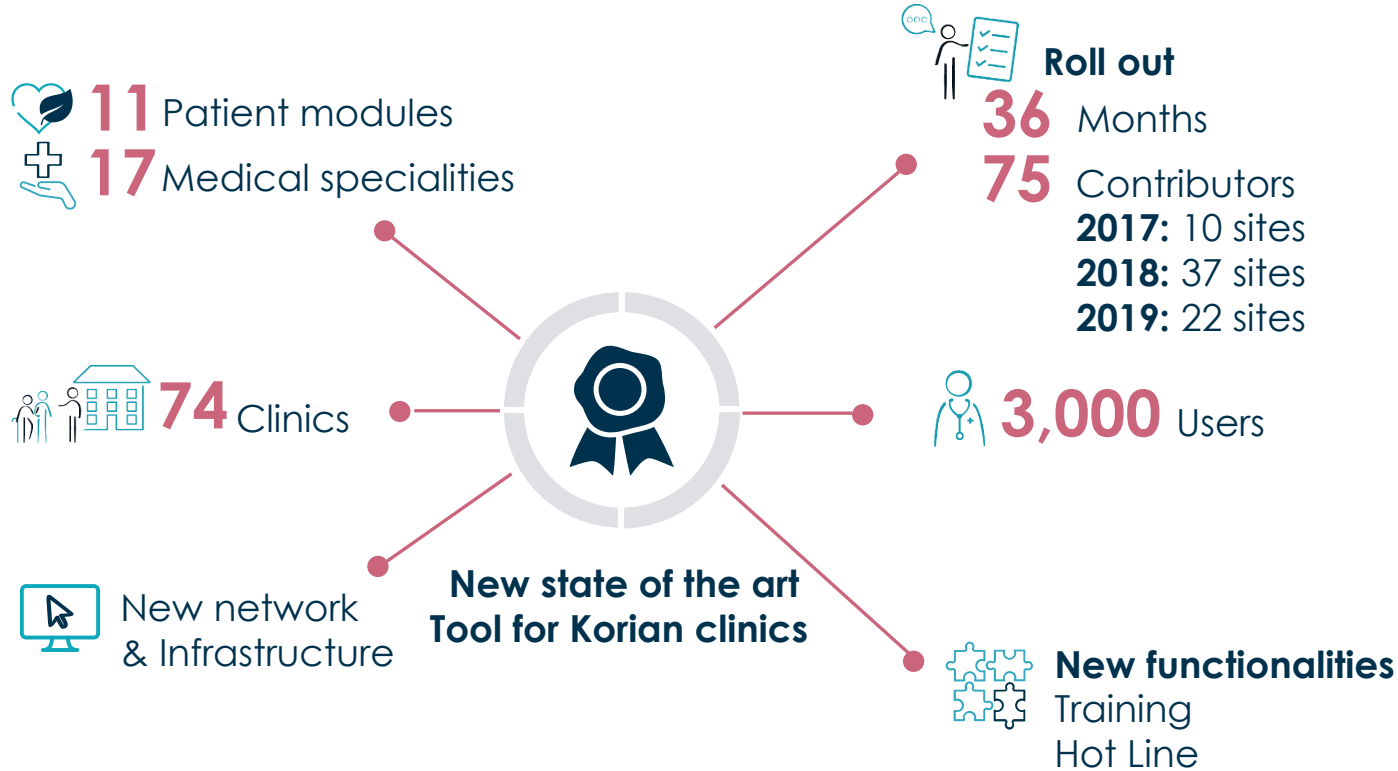 11 Patient modules
17 Medical specialities
74 Clinics
New network
& Infrastructure
New state of the art
Tool for Korian clinics
Roll out
36 Months
75 Contributors
2017: 10 sites
2018: 37 sites
2019: 22 sites
3,000 Users
New functionalities
Training
Hot Line